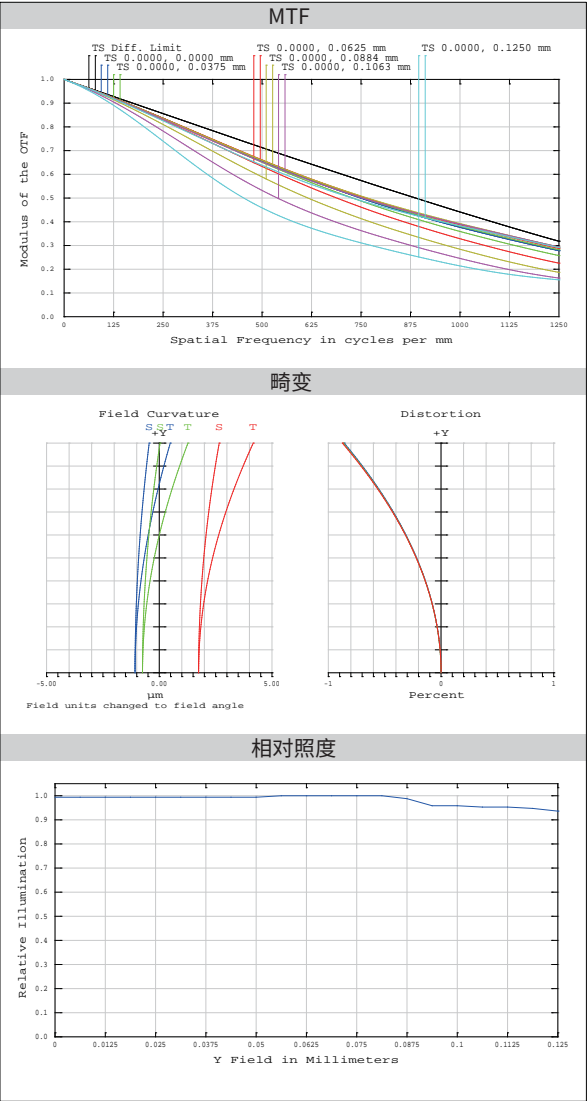 MTF
TS Diff. Limit
TS 0.0000, 0.0000 mm
TS 0.0000, 0.0375 mm
TS 0.0000, 0.0625 mm
TS 0.0000, 0.0884 mm
TS 0.0000, 0.1063 mm
TS 0.0000, 0.1250 mm
Modulus of the OTF
1.0
0.9
0.8
0.7
0.6
0.5
0.4
0.3
0.2
0.1
0.0
0 125 250 375 500 625 750 875 1000 1125 1250
Spatial Frequency in cycles per mm
畸变
Field Curvature
S S T T S T
+Y
-5.00 0.00 5.00
µm
Field units changed to field angle
Distortion
+Y
-1 0 1
Percent
相对照度
Relative Illumination
1.0
0.9
0.8
0.7
0.6
0.5
0.4
0.3
0.2
0.1
0.0
0 0.0125 0.025 0.0375 0.05 0.0625 0.075 0.0875 0.1 0.1125 0.125
Y Field in Millimeters